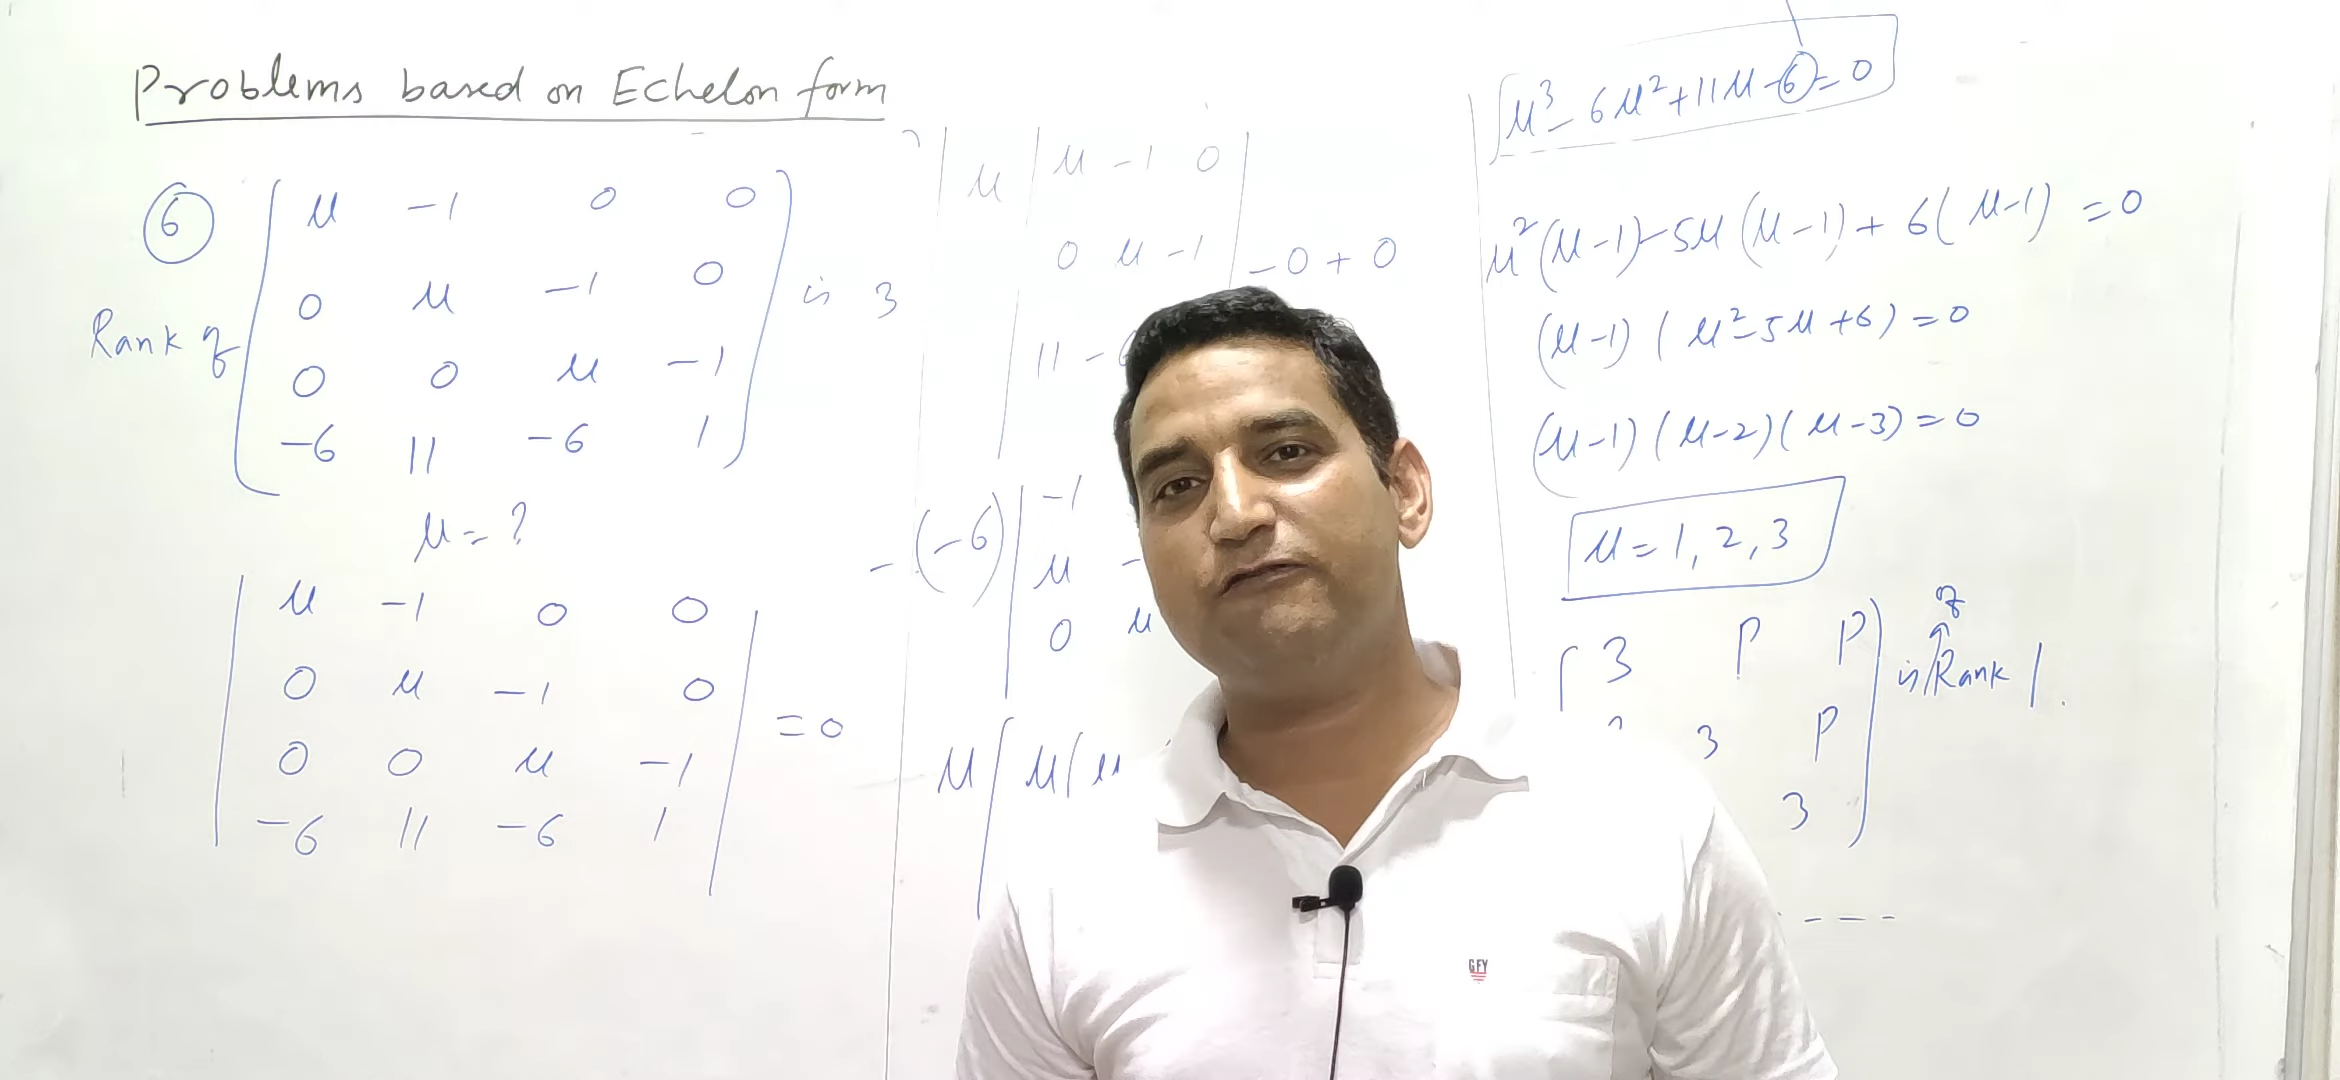 Problems based on Echelon form
6
Rank of [ μ -1 0 0
0 μ -1 0
0 0 μ -1
-6 11 -6 1 ] is 3
μ = ?
| μ -1 0 0
0 μ -1 0
0 0 μ -1
-6 11 -6 1 | = 0
μ | μ -1 0
0 μ -1 | - 0 + 0
11 -
-(-6) | -1
μ -
0 μ
μ [ μ ( μ
μ³ - 6μ² + 11μ - 6 = 0
μ²(μ-1) - 5μ(μ-1) + 6(μ-1) = 0
(μ-1)(μ² - 5μ + 6) = 0
(μ-1)(μ-2)(μ-3) = 0
μ = 1, 2, 3
[ 3 P P
3 P
3 ] is of Rank 1.
----
GFY